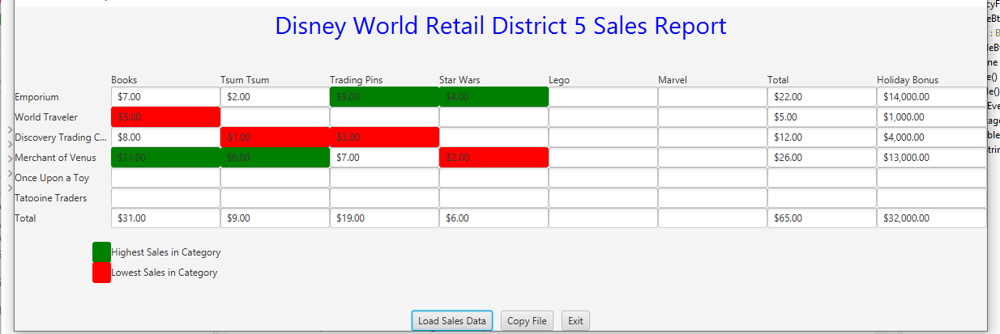 Disney World Retail District 5 Sales Report
Books Tsum Tsum Trading Pins Star Wars Lego Marvel Total Holiday Bonus
Emporium $7.00 $2.00 $9.00 $4.00 $22.00 $14,000.00
World Traveler $5.00 $5.00 $1,000.00
Discovery Trading C... $8.00 $1.00 $3.00 $12.00 $4,000.00
Merchant of Venus $11.00 $6.00 $7.00 $2.00 $26.00 $13,000.00
Once Upon a Toy
Tatooine Traders
Total $31.00 $9.00 $19.00 $6.00 $65.00 $32,000.00
Highest Sales in Category
Lowest Sales in Category
Load Sales Data Copy File Exit